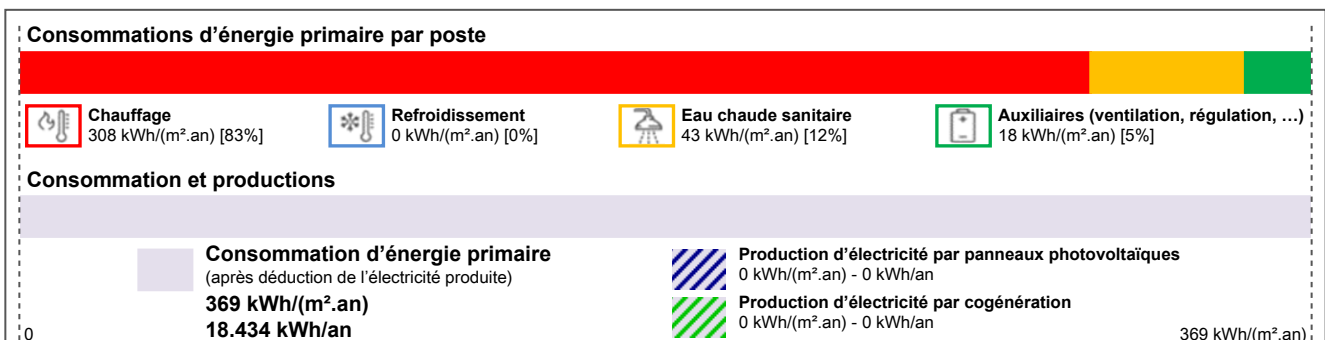 Consommations d’énergie primaire par poste
Chauffage
308 kWh/(m².an) [83%]
Refroidissement
0 kWh/(m².an) [0%]
Eau chaude sanitaire
43 kWh/(m².an) [12%]
Auxiliaires (ventilation, régulation, …)
18 kWh/(m².an) [5%]
Consommation et productions
Consommation d’énergie primaire
(après déduction de l’électricité produite)
369 kWh/(m².an)
18.434 kWh/an
Production d’électricité par panneaux photovoltaïques
0 kWh/(m².an) - 0 kWh/an
Production d’électricité par cogénération
0 kWh/(m².an) - 0 kWh/an
0
369 kWh/(m².an)